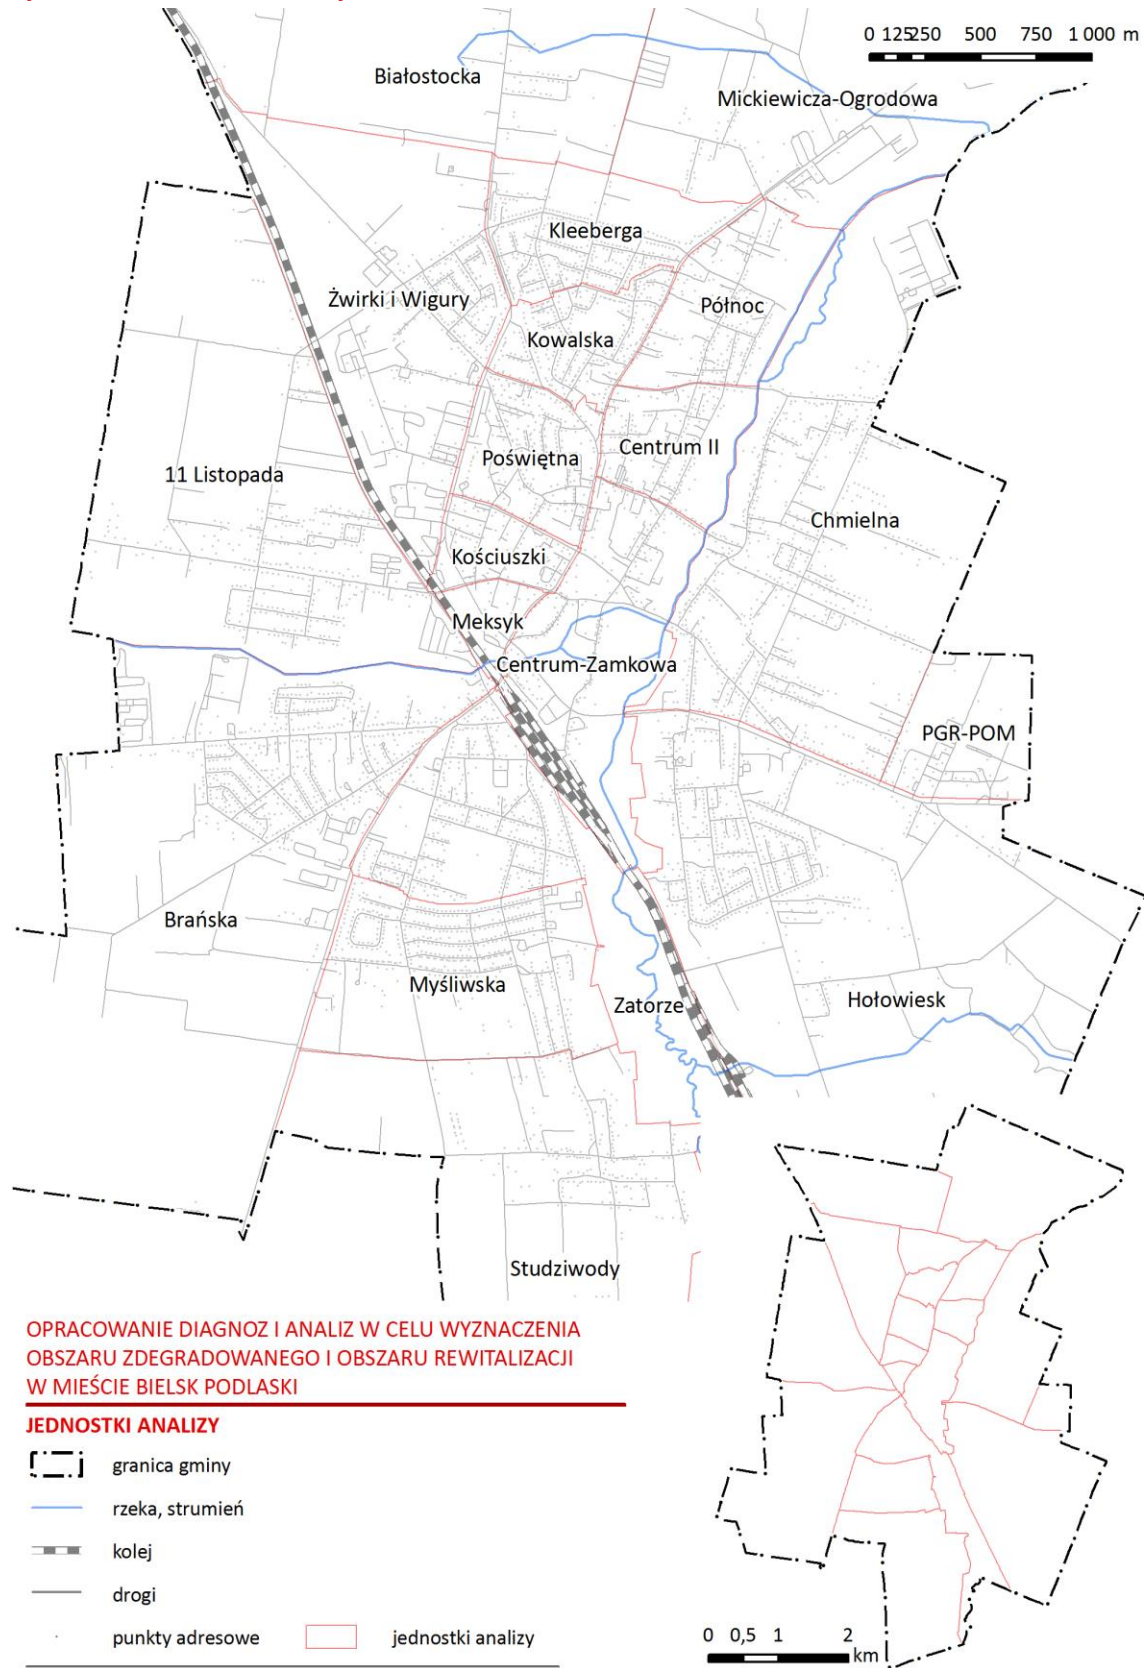 0 125250 500 750 1 000 m
Białostocka
Mickiewicza-Ogrodowa
Kleeberga
Żwirki i Wigury
Północ
Kowalska
Centrum II
Poświętna
11 Listopada
Chmielna
Kościuszki
Meksyk
Centrum-Zamkowa
PGR-POM
Brańska
Myśliwska
Zatorze
Hołowiesk
Studziwody
OPRACOWANIE DIAGNOZ I ANALIZ W CELU WYZNACZENIA
OBSZARU ZDEGRADOWANEGO I OBSZARU REWITALIZACJI
W MIEŚCIE BIELSK PODLASKI
JEDNOSTKI ANALIZY
granica gminy
rzeka, strumień
kolej
drogi
punkty adresowe jednostki analizy
0 0,5 1 2
km